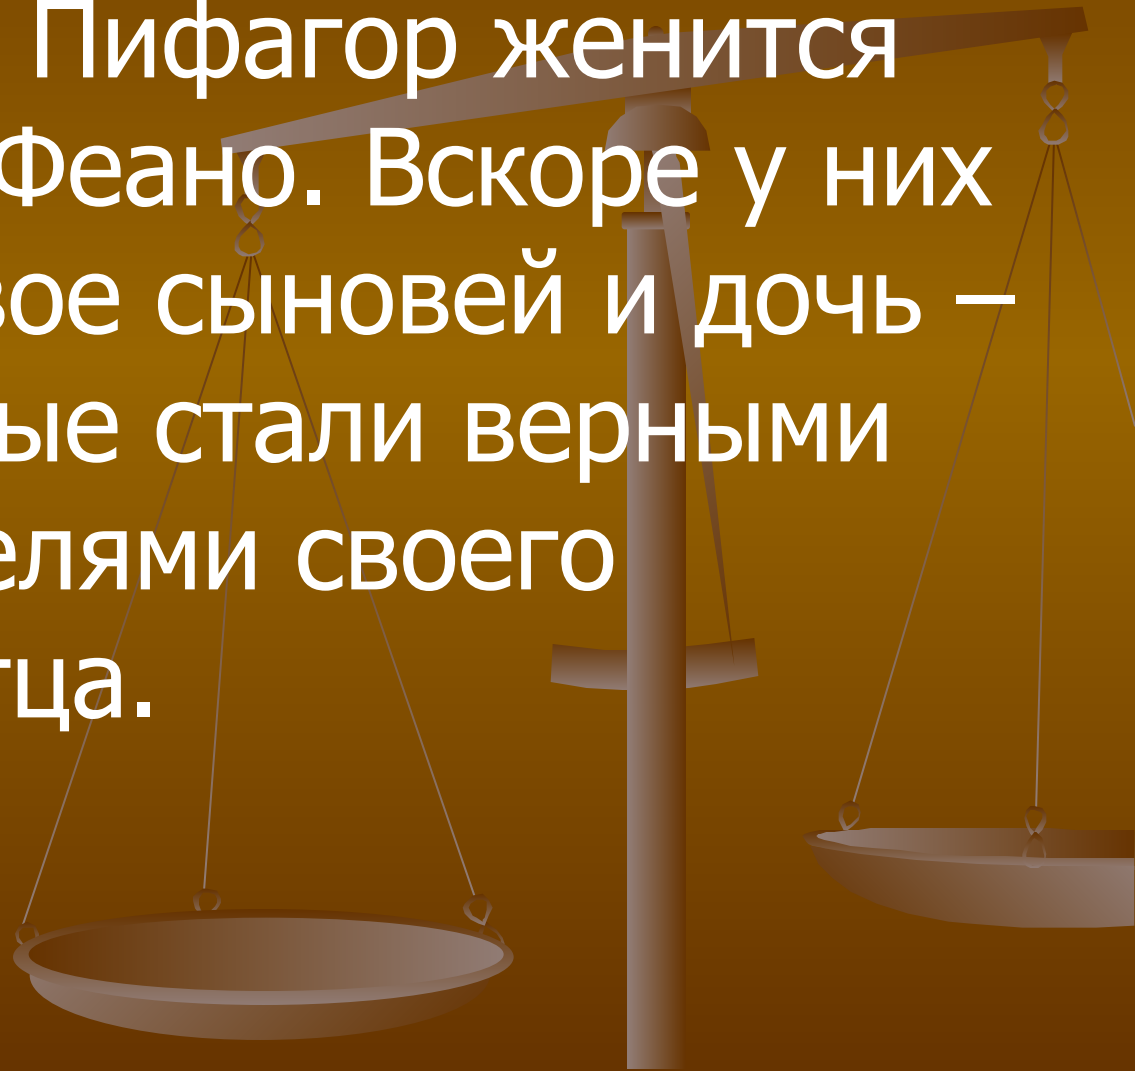 Пифагор женится
Феано. Вскоре у них
вое сыновей и дочь –
ые стали верными
елями своего
тца.